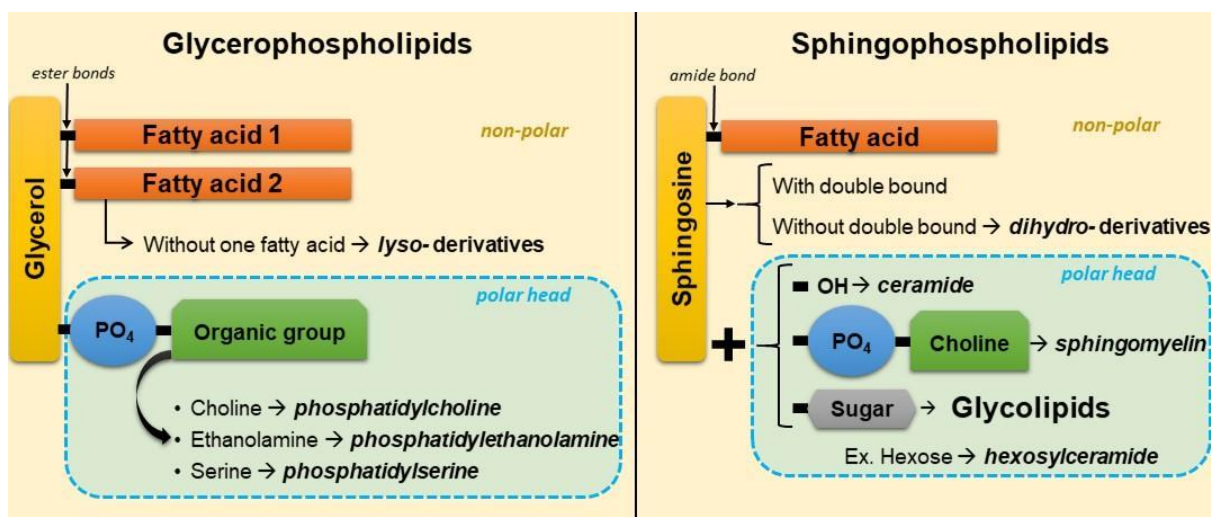 Glycerophospholipids
ester bonds
Glycerol
Fatty acid 1
non-polar
Fatty acid 2
Without one fatty acid → lyso- derivatives
polar head
PO₄
Organic group
• Choline → phosphatidylcholine
• Ethanolamine → phosphatidylethanolamine
• Serine → phosphatidylserine
Sphingophospholipids
amide bond
Sphingosine
Fatty acid
non-polar
With double bound
Without double bound → dihydro- derivatives
polar head
+
OH → ceramide
PO₄ Choline → sphingomyelin
Sugar → Glycolipids
Ex. Hexose → hexosylceramide